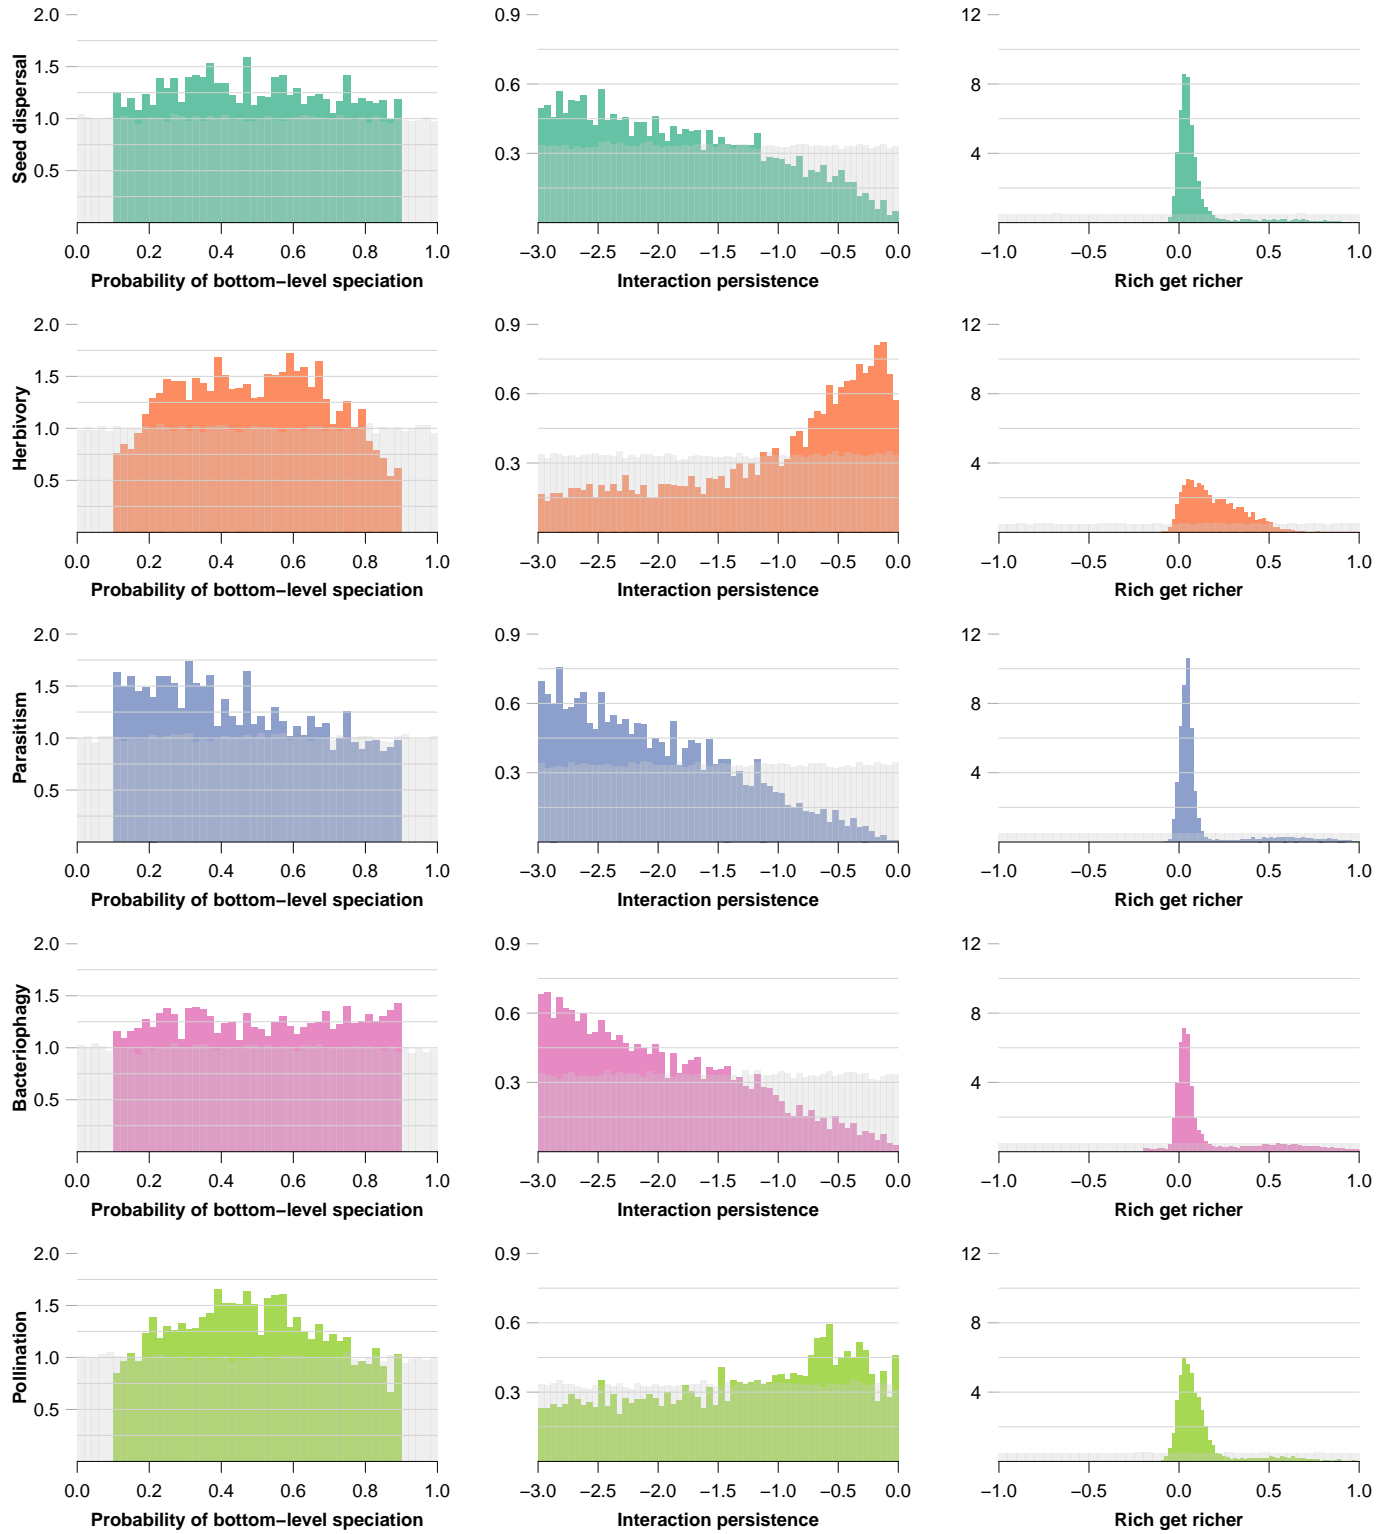 2.0 0.9 12
1.5 0.6 8
1.0 0.3 4
0.5
Seed dispersal
0.0 0.2 0.4 0.6 0.8 1.0 −3.0 −2.5 −2.0 −1.5 −1.0 −0.5 0.0 −1.0 −0.5 0.0 0.5 1.0
Probability of bottom−level speciation Interaction persistence Rich get richer
2.0 0.9 12
1.5 0.6 8
1.0 0.3 4
0.5
Herbivory
0.0 0.2 0.4 0.6 0.8 1.0 −3.0 −2.5 −2.0 −1.5 −1.0 −0.5 0.0 −1.0 −0.5 0.0 0.5 1.0
Probability of bottom−level speciation Interaction persistence Rich get richer
2.0 0.9 12
1.5 0.6 8
1.0 0.3 4
0.5
Parasitism
0.0 0.2 0.4 0.6 0.8 1.0 −3.0 −2.5 −2.0 −1.5 −1.0 −0.5 0.0 −1.0 −0.5 0.0 0.5 1.0
Probability of bottom−level speciation Interaction persistence Rich get richer
2.0 0.9 12
1.5 0.6 8
1.0 0.3 4
0.5
Bacteriophagy
0.0 0.2 0.4 0.6 0.8 1.0 −3.0 −2.5 −2.0 −1.5 −1.0 −0.5 0.0 −1.0 −0.5 0.0 0.5 1.0
Probability of bottom−level speciation Interaction persistence Rich get richer
2.0 0.9 12
1.5 0.6 8
1.0 0.3 4
0.5
Pollination
0.0 0.2 0.4 0.6 0.8 1.0 −3.0 −2.5 −2.0 −1.5 −1.0 −0.5 0.0 −1.0 −0.5 0.0 0.5 1.0
Probability of bottom−level speciation Interaction persistence Rich get richer